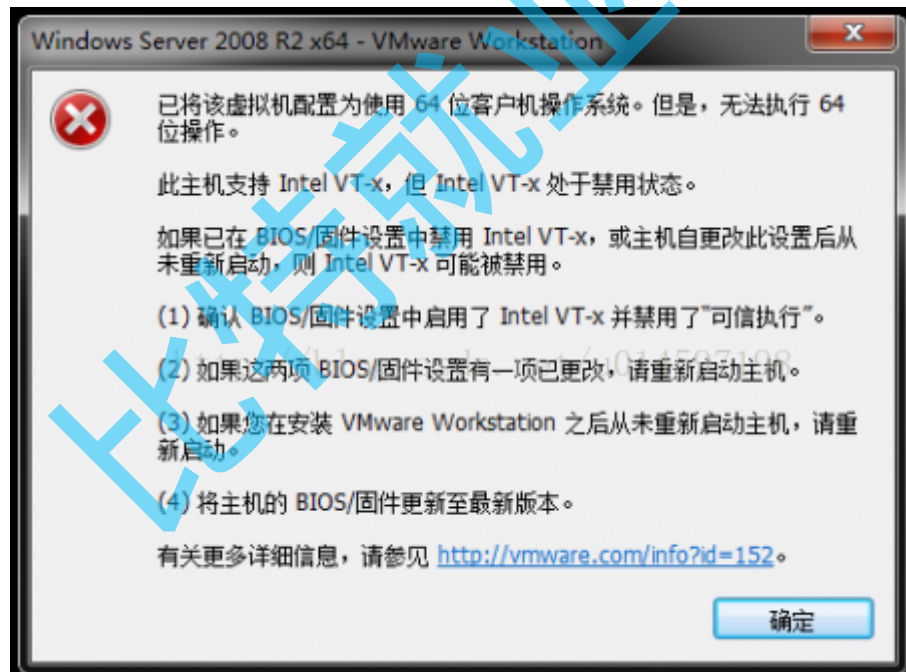 Windows Server 2008 R2 x64 - VMware Workstation
已将该虚拟机配置为使用 64 位客户机操作系统。但是，无法执行 64
位操作。
此主机支持 Intel VT-x，但 Intel VT-x 处于禁用状态。
如果已在 BIOS/固件设置中禁用 Intel VT-x，或主机自更改此设置后从
未重新启动，则 Intel VT-x 可能被禁用。
(1) 确认 BIOS/固件设置中启用了 Intel VT-x 并禁用了“可信执行”。
(2) 如果这两项 BIOS/固件设置有一项已更改，请重新启动主机。
(3) 如果您在安装 VMware Workstation 之后从未重新启动主机，请重
新启动。
(4) 将主机的 BIOS/固件更新至最新版本。
有关更多详细信息，请参见 http://vmware.com/info?id=152。
确定
比特就业